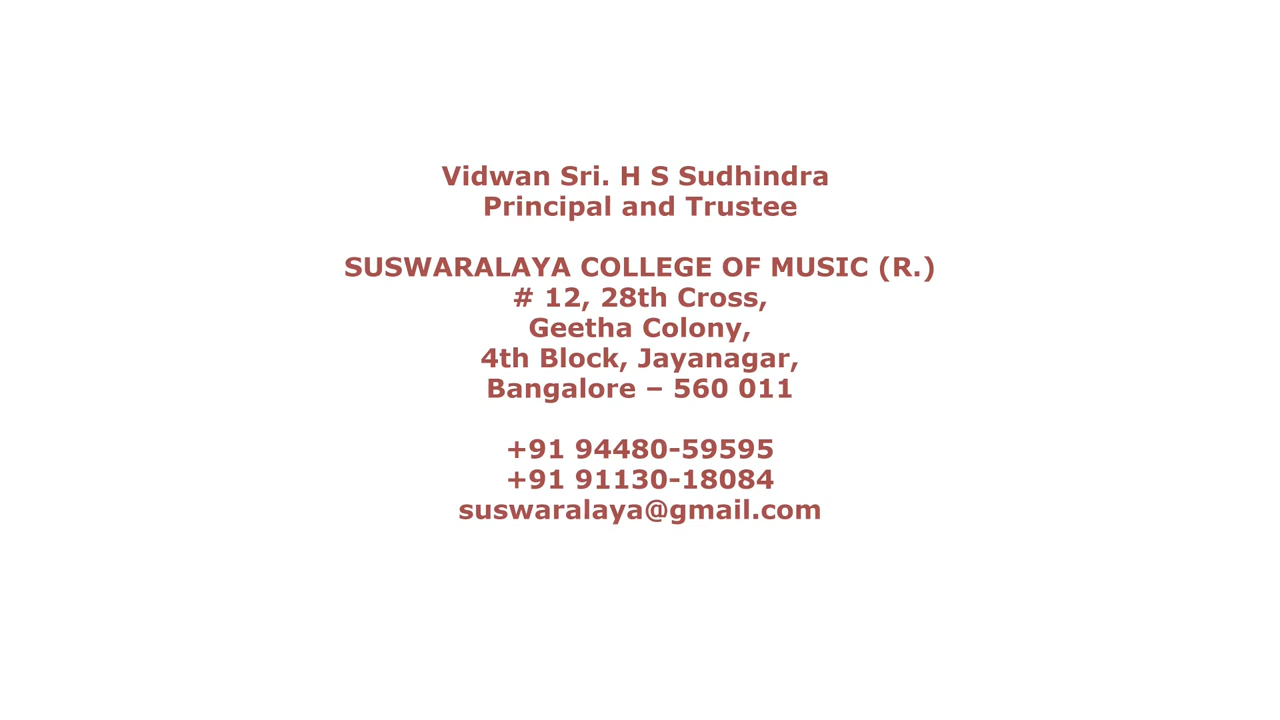 Vidwan Sri. H S Sudhindra
Principal and Trustee
SUSWARALAYA COLLEGE OF MUSIC (R.)
# 12, 28th Cross,
Geetha Colony,
4th Block, Jayanagar,
Bangalore – 560 011
+91 94480-59595
+91 91130-18084
suswaralaya@gmail.com